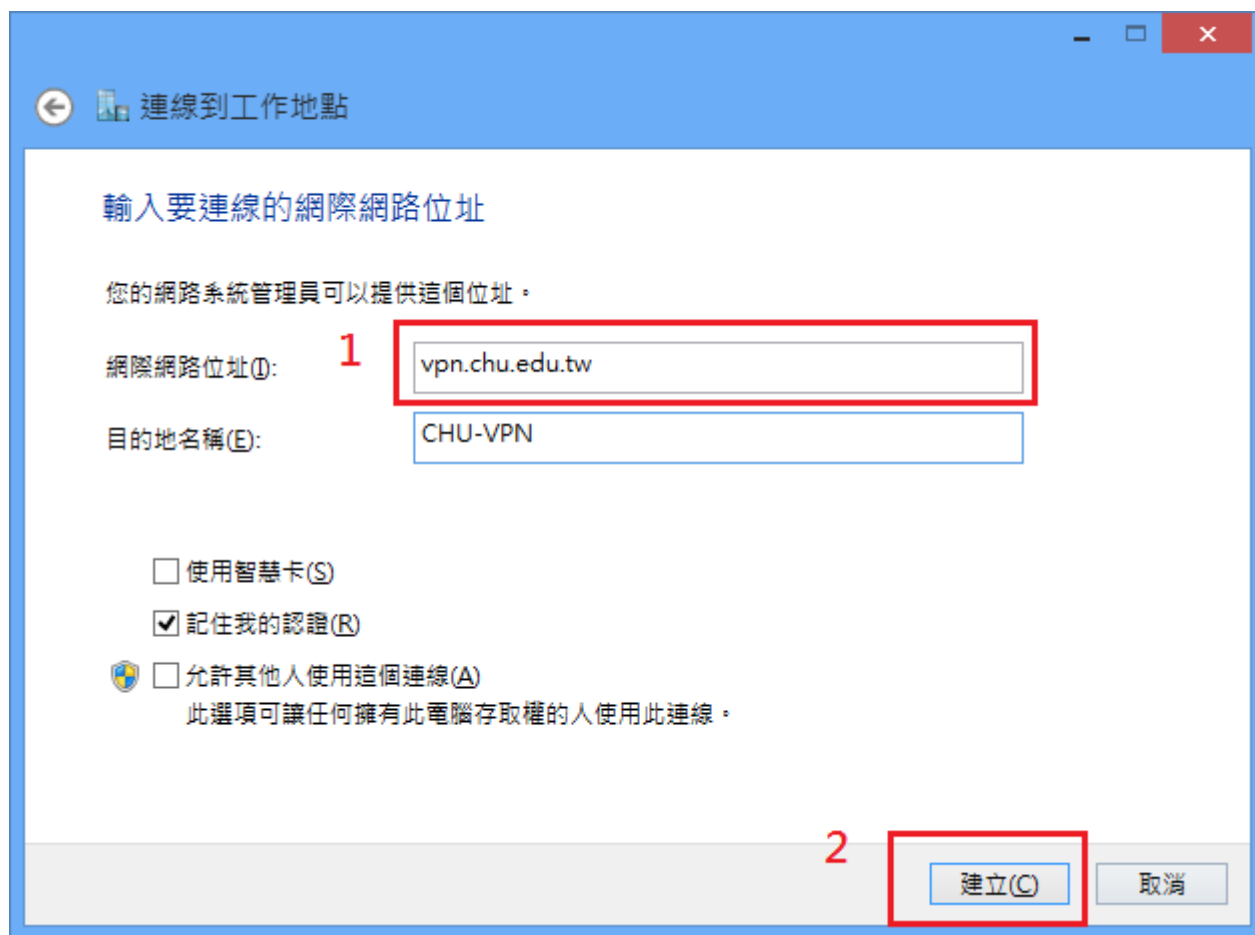 連線到工作地點
輸入要連線的網際網路位址
您的網路系統管理員可以提供這個位址。
網際網路位址(I): 1 vpn.chu.edu.tw
目的地名稱(E): CHU-VPN
使用智慧卡(S)
記住我的認證(R)
允許其他人使用這個連線(A)
此選項可讓任何擁有此電腦存取權的人使用此連線。
2 建立(C) 取消